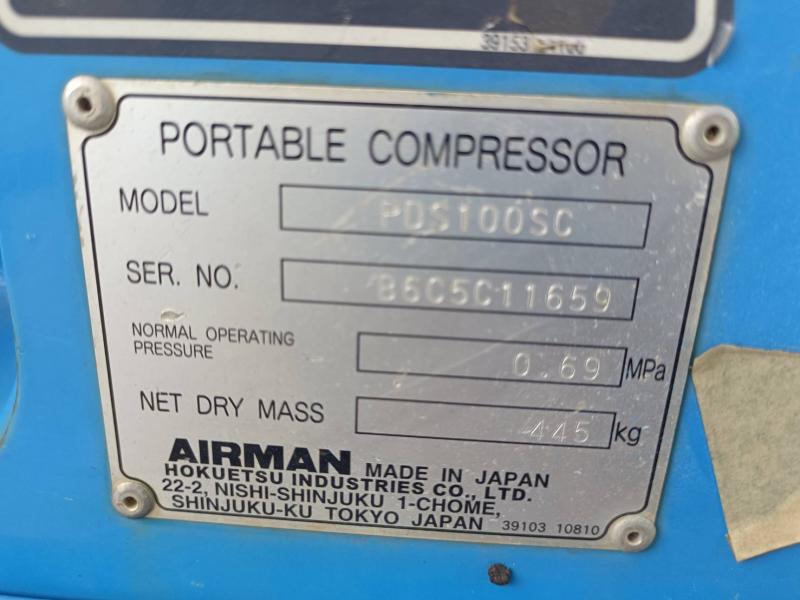 39153
PORTABLE COMPRESSOR
MODEL PDS100SC
SER. NO. B6C5C11659
NORMAL OPERATING
PRESSURE 0.69 MPa
NET DRY MASS 445 kg
AIRMAN MADE IN JAPAN
HOKUETSU INDUSTRIES CO., LTD.
22-2, NISHI-SHINJUKU 1-CHOME,
SHINJUKU-KU TOKYO JAPAN 39103 10810